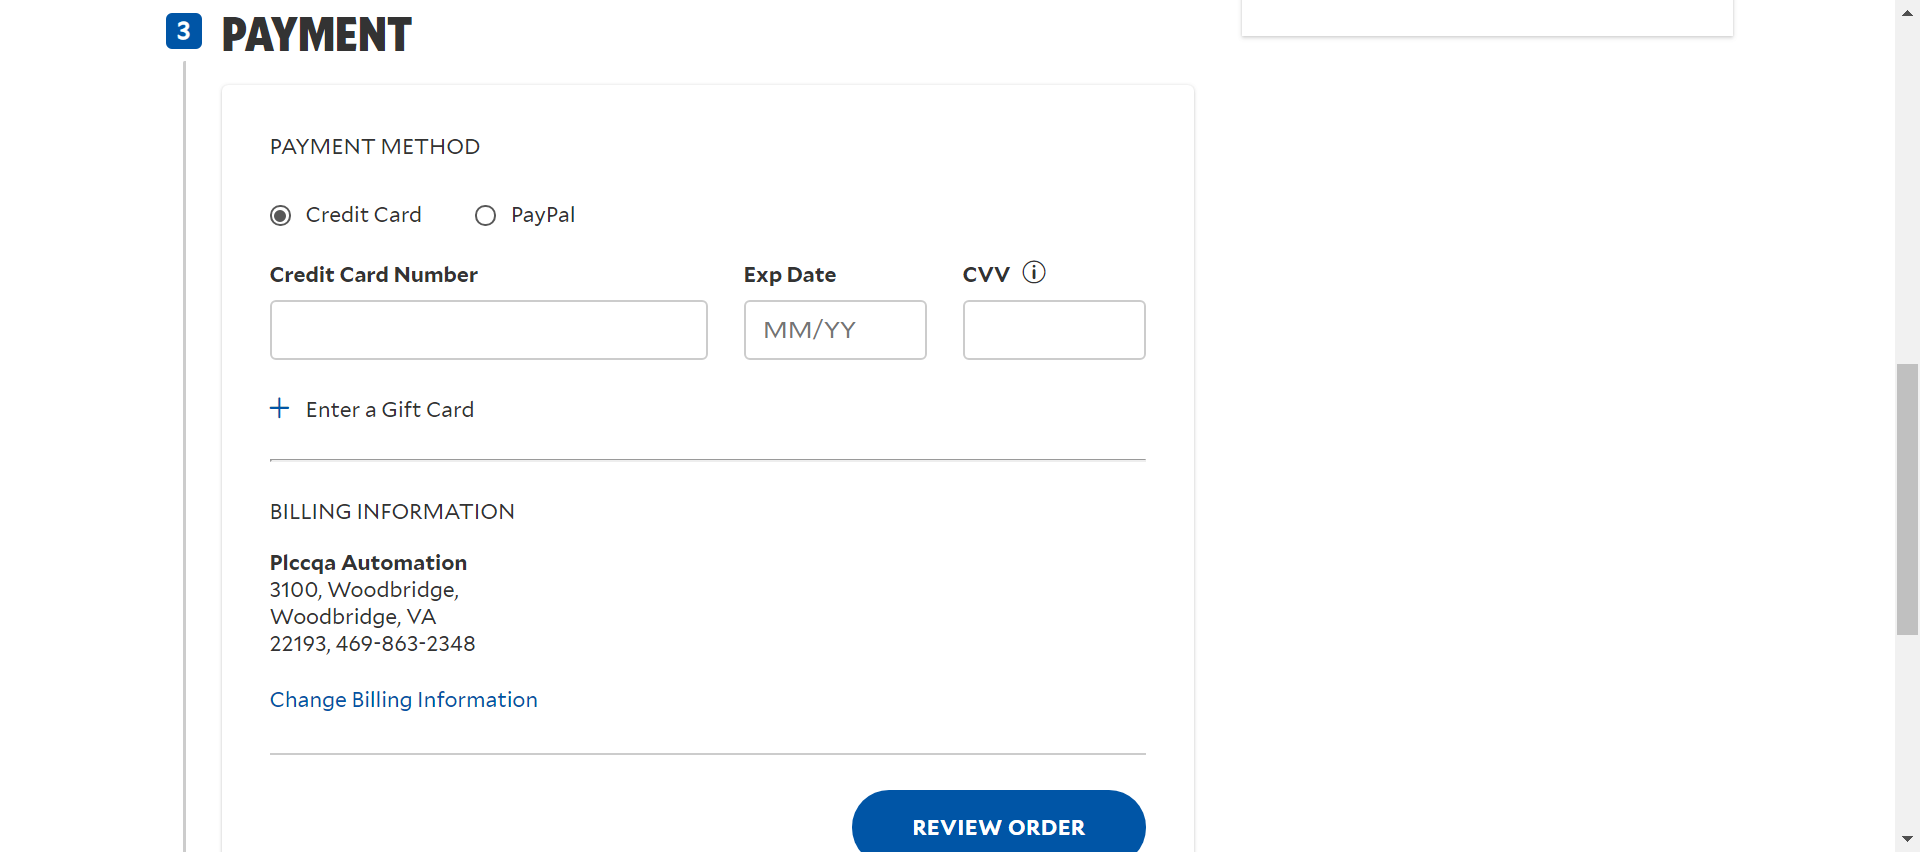 3 PAYMENT
PAYMENT METHOD
Credit Card PayPal
Credit Card Number Exp Date CVV
MM/YY
Enter a Gift Card
BILLING INFORMATION
Plccqa Automation
3100, Woodbridge,
Woodbridge, VA
22193, 469-863-2348
Change Billing Information
REVIEW ORDER